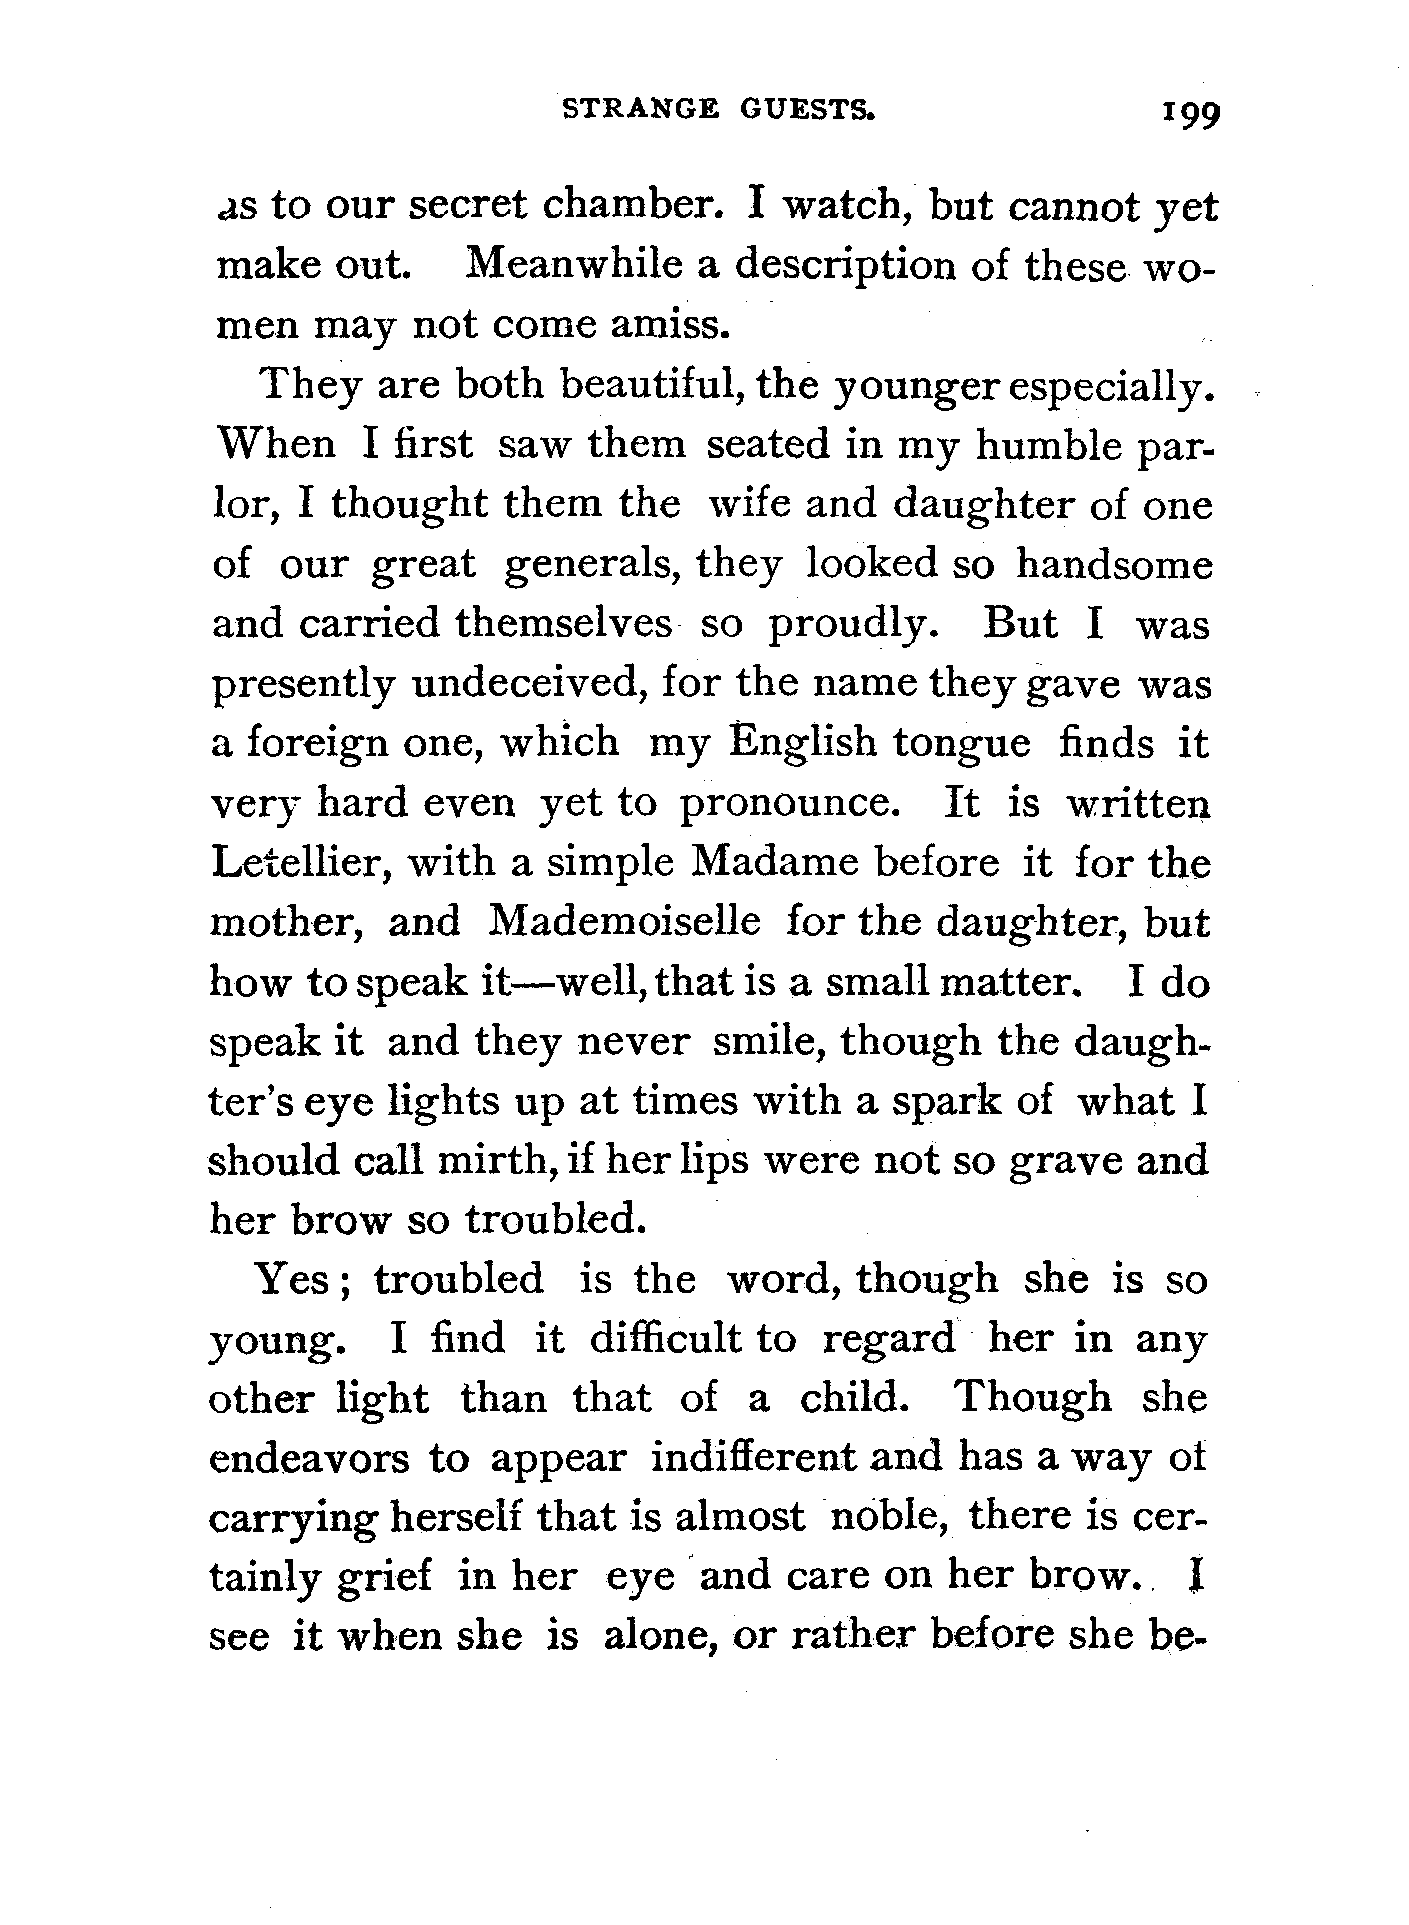 STRANGE GUESTS. 199
as to our secret chamber. I watch, but cannot yet
make out. Meanwhile a description of these wo-
men may not come amiss.
They are both beautiful, the younger especially.
When I first saw them seated in my humble par-
lor, I thought them the wife and daughter of one
of our great generals, they looked so handsome
and carried themselves so proudly. But I was
presently undeceived, for the name they gave was
a foreign one, which my English tongue finds it
very hard even yet to pronounce. It is written
Letellier, with a simple Madame before it for the
mother, and Mademoiselle for the daughter, but
how to speak it—well, that is a small matter. I do
speak it and they never smile, though the daugh-
ter's eye lights up at times with a spark of what I
should call mirth, if her lips were not so grave and
her brow so troubled.
Yes; troubled is the word, though she is so
young. I find it difficult to regard her in any
other light than that of a child. Though she
endeavors to appear indifferent and has a way of
carrying herself that is almost noble, there is cer-
tainly grief in her eye and care on her brow. I
see it when she is alone, or rather before she be-